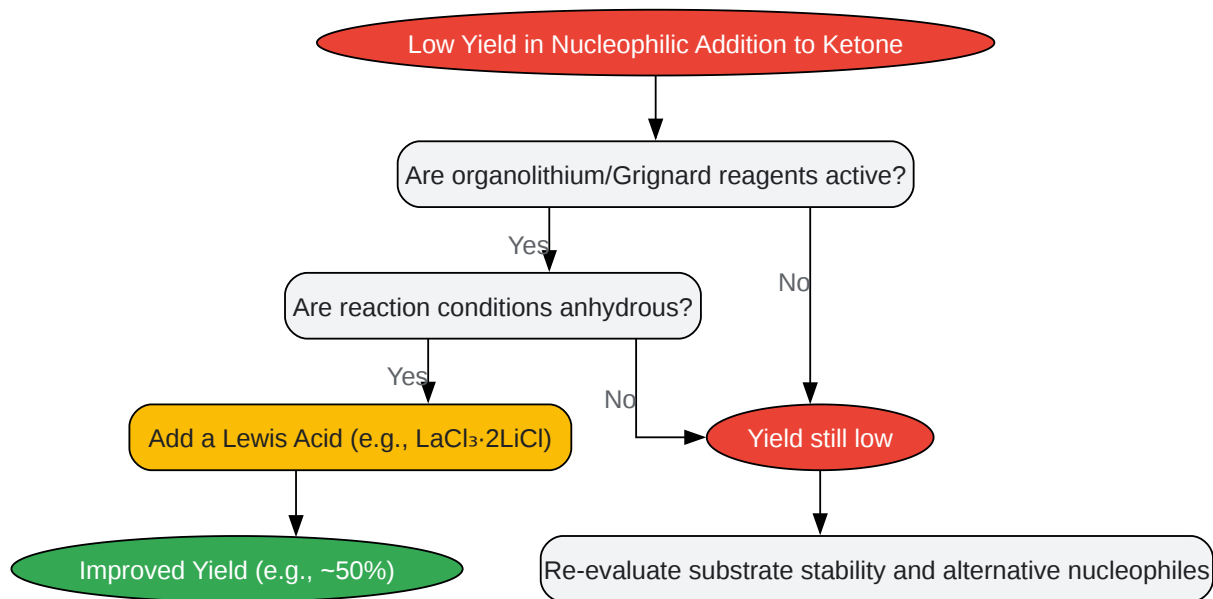 Low Yield in Nucleophilic Addition to Ketone
Are organolithium/Grignard reagents active?
Yes
No
Are reaction conditions anhydrous?
Yes
No
Add a Lewis Acid (e.g., LaCl₃·2LiCl)
Yield still low
Improved Yield (e.g., ~50%)
Re-evaluate substrate stability and alternative nucleophiles